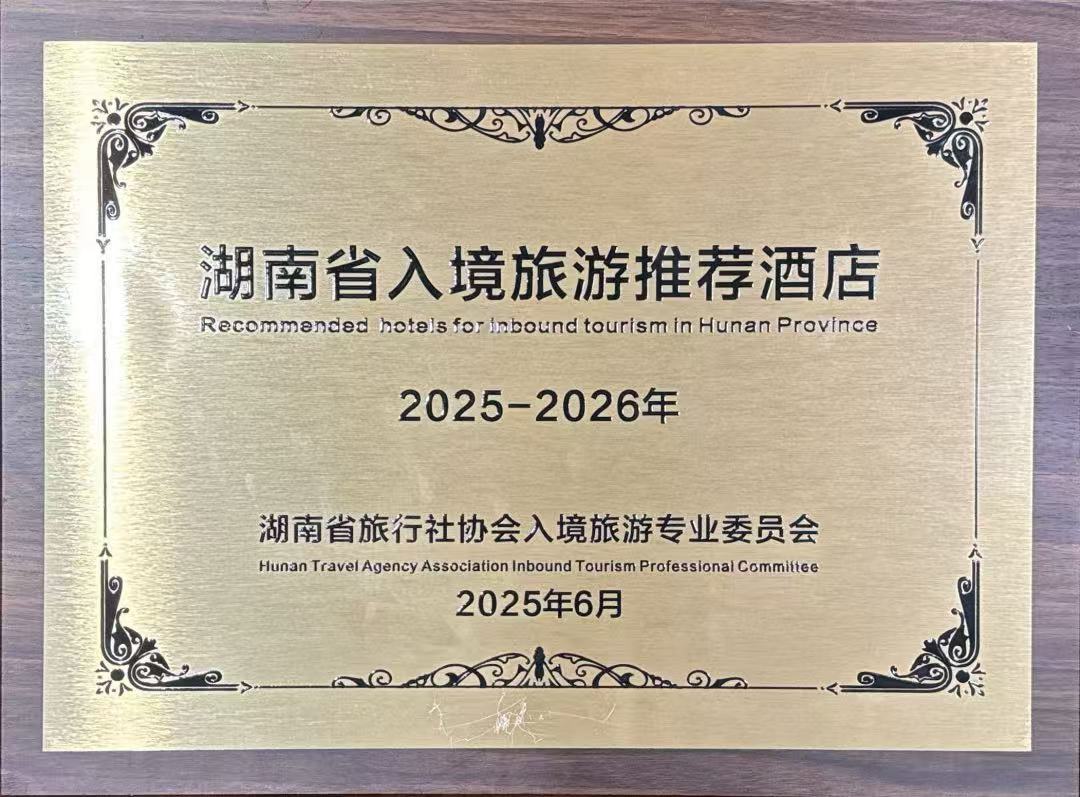 湖南省入境旅游推荐酒店
Recommended hotels for inbound tourism in Hunan Province
2025-2026年
湖南省旅行社协会入境旅游专业委员会
Hunan Travel Agency Association Inbound Tourism Professional Committee
2025年6月